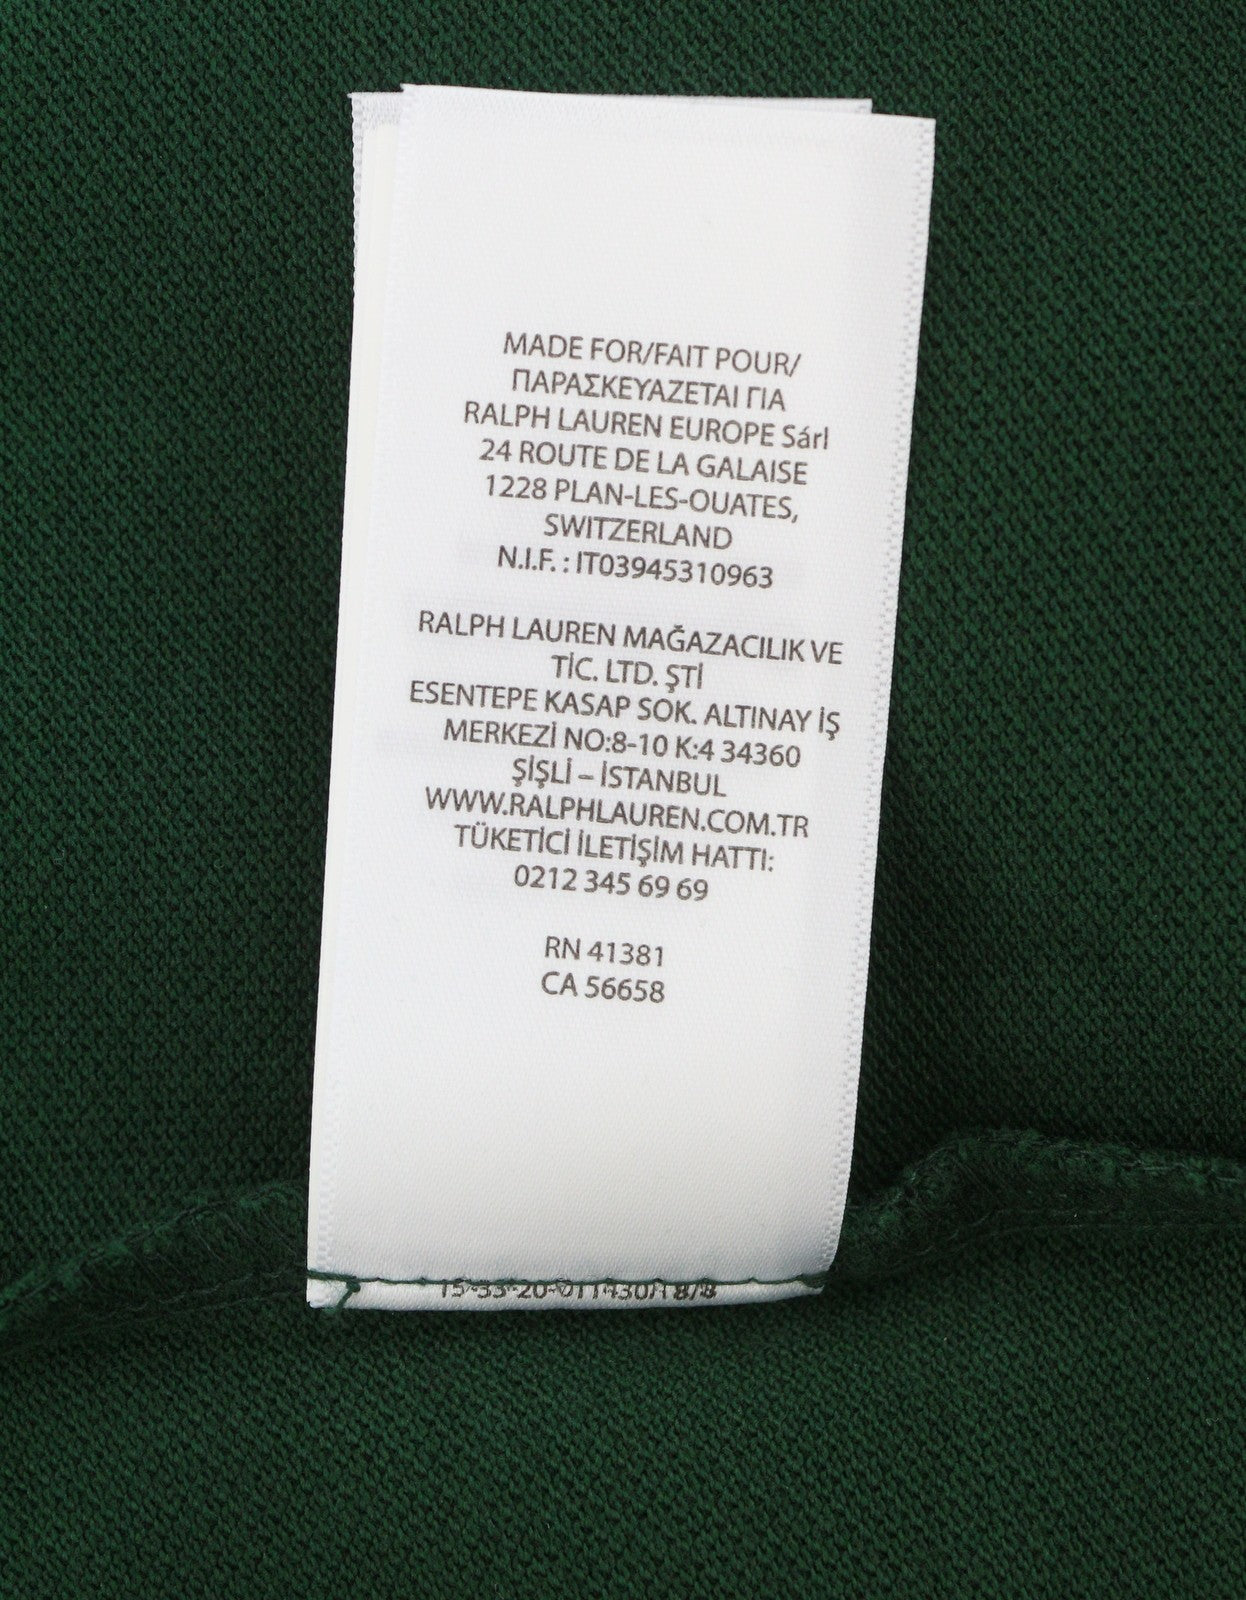 MADE FOR/FAIT POUR/
ΠΑΡΑΣΚΕΥΑΖΕΤΑΙ ΓΙΑ
RALPH LAUREN EUROPE Sárl
24 ROUTE DE LA GALAISE
1228 PLAN-LES-OUATES,
SWITZERLAND
N.I.F. : IT03945310963
RALPH LAUREN MAĞAZACILIK VE
TİC. LTD. ŞTİ
ESENTEPE KASAP SOK. ALTINAY İŞ
MERKEZİ NO:8-10 K:4 34360
ŞİŞLİ – İSTANBUL
WWW.RALPHLAUREN.COM.TR
TÜKETİCİ İLETİŞİM HATTI:
0212 345 69 69
RN 41381
CA 56658